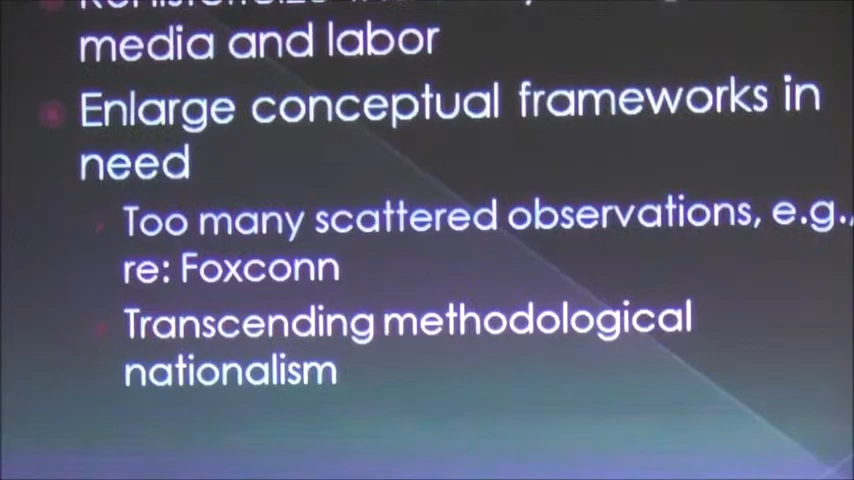 media and labor
Enlarge conceptual frameworks in
need
Too many scattered observations, e.g.,
re: Foxconn
Transcending methodological
nationalism